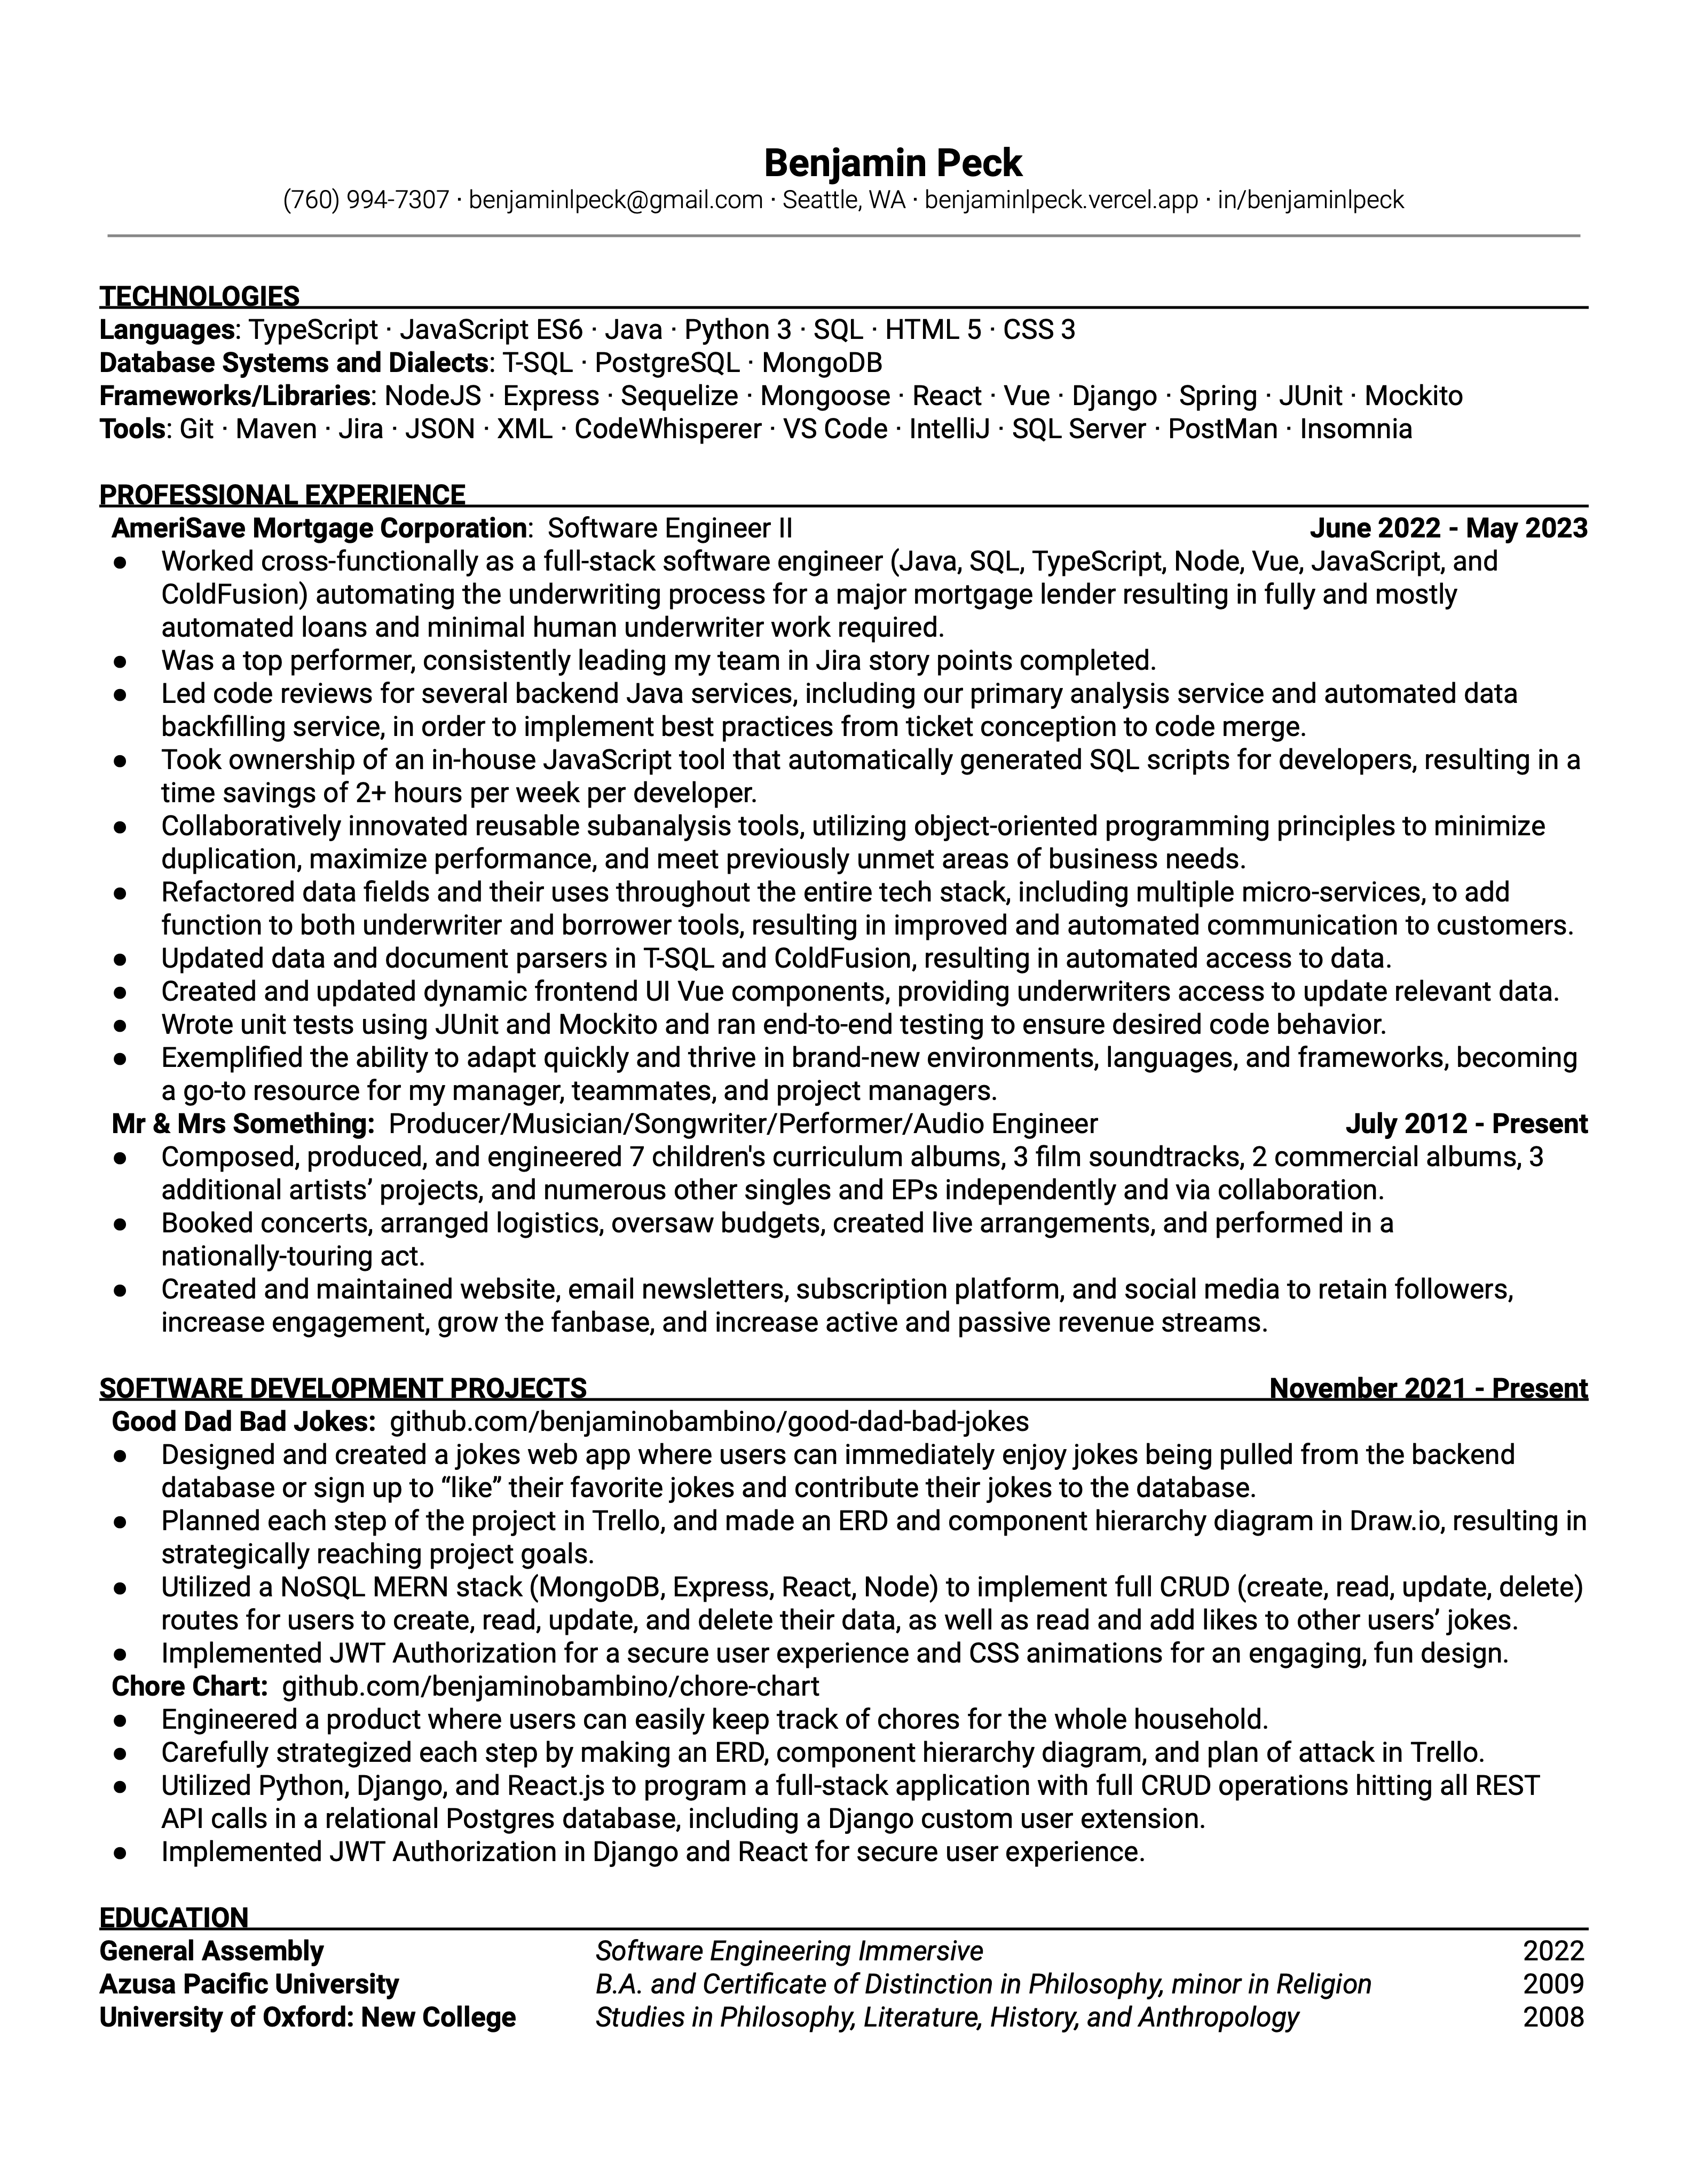 Benjamin Peck
(760) 994-7307 · benjaminlpeck@gmail.com · Seattle, WA · benjaminlpeck.vercel.app · in/benjaminlpeck
TECHNOLOGIES
Languages: TypeScript · JavaScript ES6 · Java · Python 3 · SQL · HTML 5 · CSS 3
Database Systems and Dialects: T-SQL · PostgreSQL · MongoDB
Frameworks/Libraries: NodeJS · Express · Sequelize · Mongoose · React · Vue · Django · Spring · JUnit · Mockito
Tools: Git · Maven · Jira · JSON · XML · CodeWhisperer · VS Code · IntelliJ · SQL Server · PostMan · Insomnia
PROFESSIONAL EXPERIENCE
AmeriSave Mortgage Corporation: Software Engineer II June 2022 - May 2023
● Worked cross-functionally as a full-stack software engineer (Java, SQL, TypeScript, Node, Vue, JavaScript, and
ColdFusion) automating the underwriting process for a major mortgage lender resulting in fully and mostly
automated loans and minimal human underwriter work required.
● Was a top performer, consistently leading my team in Jira story points completed.
● Led code reviews for several backend Java services, including our primary analysis service and automated data
backfilling service, in order to implement best practices from ticket conception to code merge.
● Took ownership of an in-house JavaScript tool that automatically generated SQL scripts for developers, resulting in a
time savings of 2+ hours per week per developer.
● Collaboratively innovated reusable subanalysis tools, utilizing object-oriented programming principles to minimize
duplication, maximize performance, and meet previously unmet areas of business needs.
● Refactored data fields and their uses throughout the entire tech stack, including multiple micro-services, to add
function to both underwriter and borrower tools, resulting in improved and automated communication to customers.
● Updated data and document parsers in T-SQL and ColdFusion, resulting in automated access to data.
● Created and updated dynamic frontend UI Vue components, providing underwriters access to update relevant data.
● Wrote unit tests using JUnit and Mockito and ran end-to-end testing to ensure desired code behavior.
● Exemplified the ability to adapt quickly and thrive in brand-new environments, languages, and frameworks, becoming
a go-to resource for my manager, teammates, and project managers.
Mr & Mrs Something: Producer/Musician/Songwriter/Performer/Audio Engineer July 2012 - Present
● Composed, produced, and engineered 7 children's curriculum albums, 3 film soundtracks, 2 commercial albums, 3
additional artists’ projects, and numerous other singles and EPs independently and via collaboration.
● Booked concerts, arranged logistics, oversaw budgets, created live arrangements, and performed in a
nationally-touring act.
● Created and maintained website, email newsletters, subscription platform, and social media to retain followers,
increase engagement, grow the fanbase, and increase active and passive revenue streams.
SOFTWARE DEVELOPMENT PROJECTS November 2021 - Present
Good Dad Bad Jokes: github.com/benjaminobambino/good-dad-bad-jokes
● Designed and created a jokes web app where users can immediately enjoy jokes being pulled from the backend
database or sign up to “like” their favorite jokes and contribute their jokes to the database.
● Planned each step of the project in Trello, and made an ERD and component hierarchy diagram in Draw.io, resulting in
strategically reaching project goals.
● Utilized a NoSQL MERN stack (MongoDB, Express, React, Node) to implement full CRUD (create, read, update, delete)
routes for users to create, read, update, and delete their data, as well as read and add likes to other users’ jokes.
● Implemented JWT Authorization for a secure user experience and CSS animations for an engaging, fun design.
Chore Chart: github.com/benjaminobambino/chore-chart
● Engineered a product where users can easily keep track of chores for the whole household.
● Carefully strategized each step by making an ERD, component hierarchy diagram, and plan of attack in Trello.
● Utilized Python, Django, and React.js to program a full-stack application with full CRUD operations hitting all REST
API calls in a relational Postgres database, including a Django custom user extension.
● Implemented JWT Authorization in Django and React for secure user experience.
EDUCATION
General Assembly Software Engineering Immersive 2022
Azusa Pacific University B.A. and Certificate of Distinction in Philosophy, minor in Religion 2009
University of Oxford: New College Studies in Philosophy, Literature, History, and Anthropology 2008